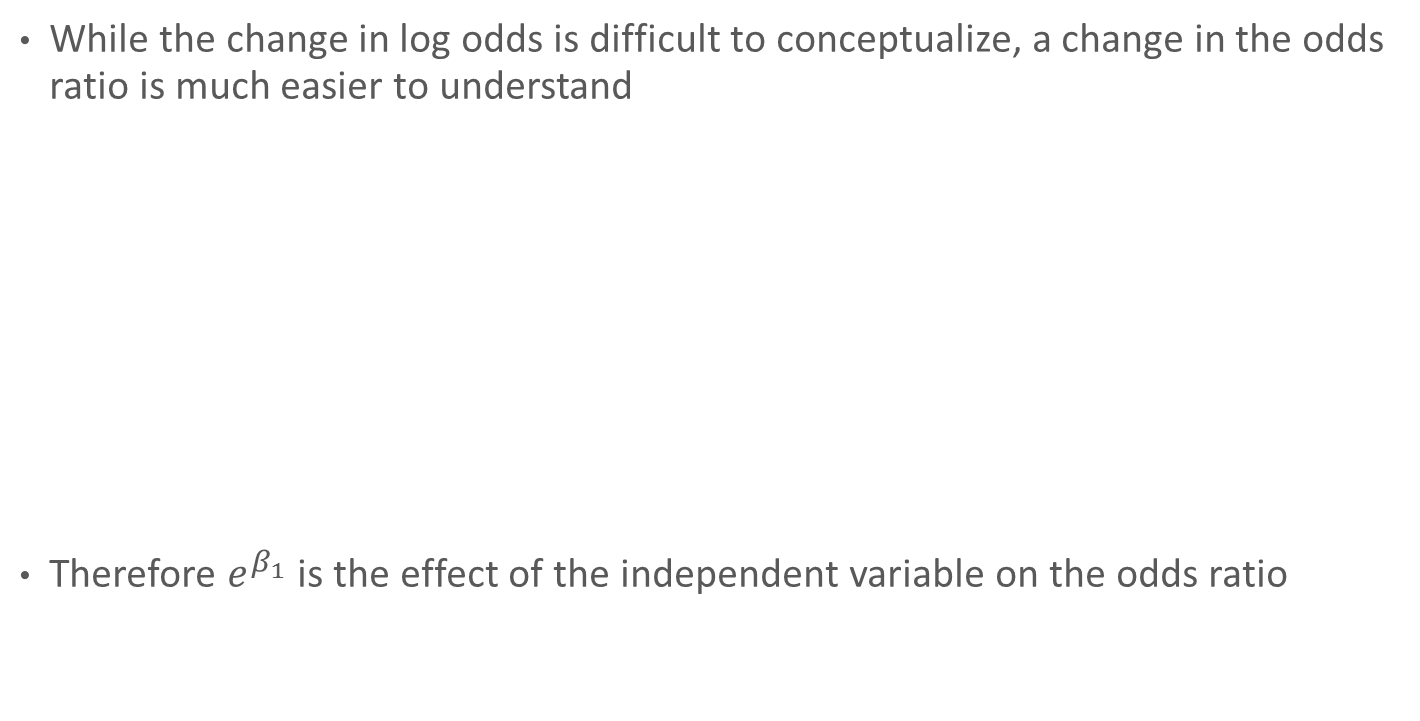 • While the change in log odds is difficult to conceptualize, a change in the odds
ratio is much easier to understand
• Therefore e^β₁ is the effect of the independent variable on the odds ratio